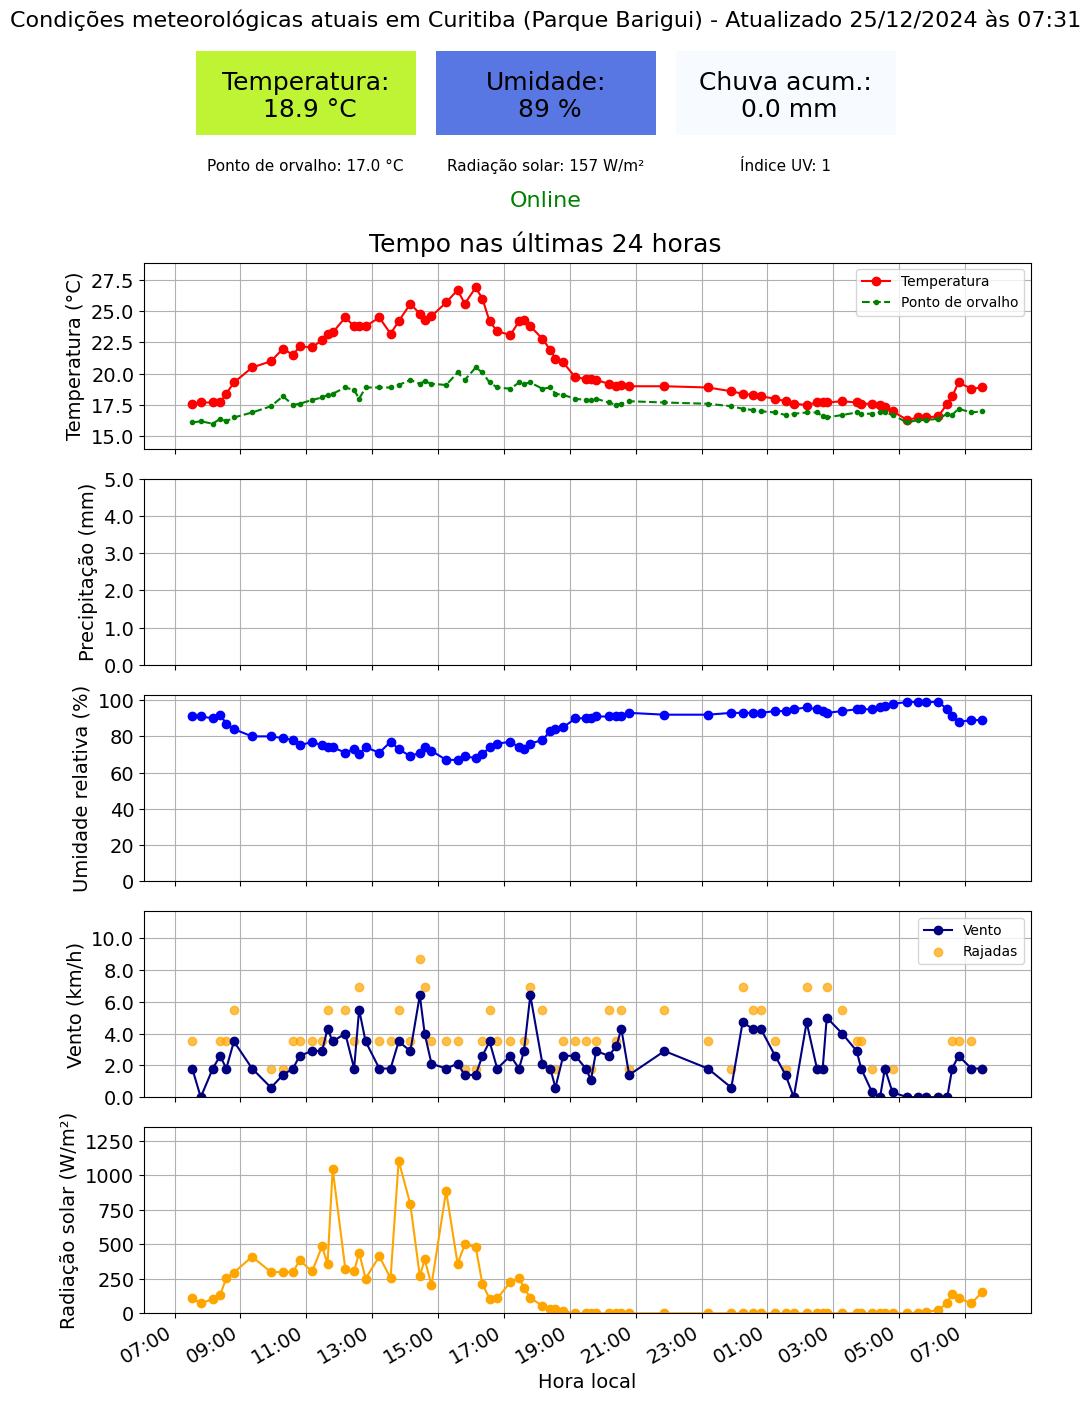 Condições meteorológicas atuais em Curitiba (Parque Barigui) - Atualizado 25/12/2024 às 07:31
Temperatura:
18.9 °C
Umidade:
89 %
Chuva acum.:
0.0 mm
Ponto de orvalho: 17.0 °C
Radiação solar: 157 W/m²
Índice UV: 1
Online
Tempo nas últimas 24 horas
Temperatura (°C)
27.5
25.0
22.5
20.0
17.5
15.0
Temperatura
Ponto de orvalho
Precipitação (mm)
5.0
4.0
3.0
2.0
1.0
0.0
Umidade relativa (%)
100
80
60
40
20
0
Vento (km/h)
10.0
8.0
6.0
4.0
2.0
0.0
Vento
Rajadas
Radiação solar (W/m²)
1250
1000
750
500
250
0
07:00
09:00
11:00
13:00
15:00
17:00
19:00
21:00
23:00
01:00
03:00
05:00
07:00
Hora local